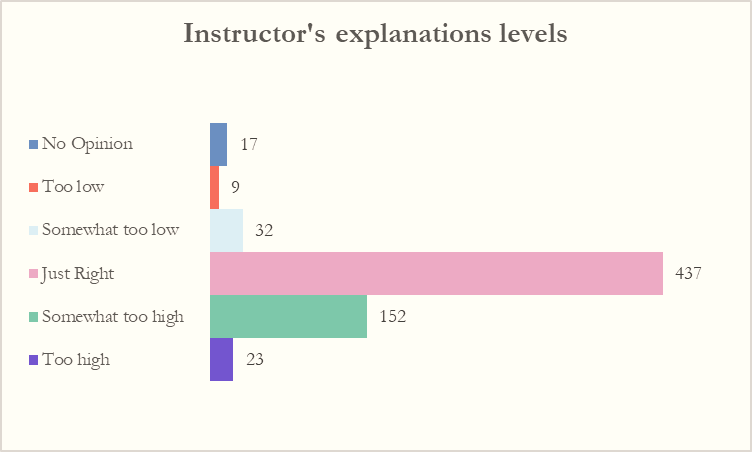 Instructor's explanations levels
No Opinion 17
Too low 9
Somewhat too low 32
Just Right 437
Somewhat too high 152
Too high 23